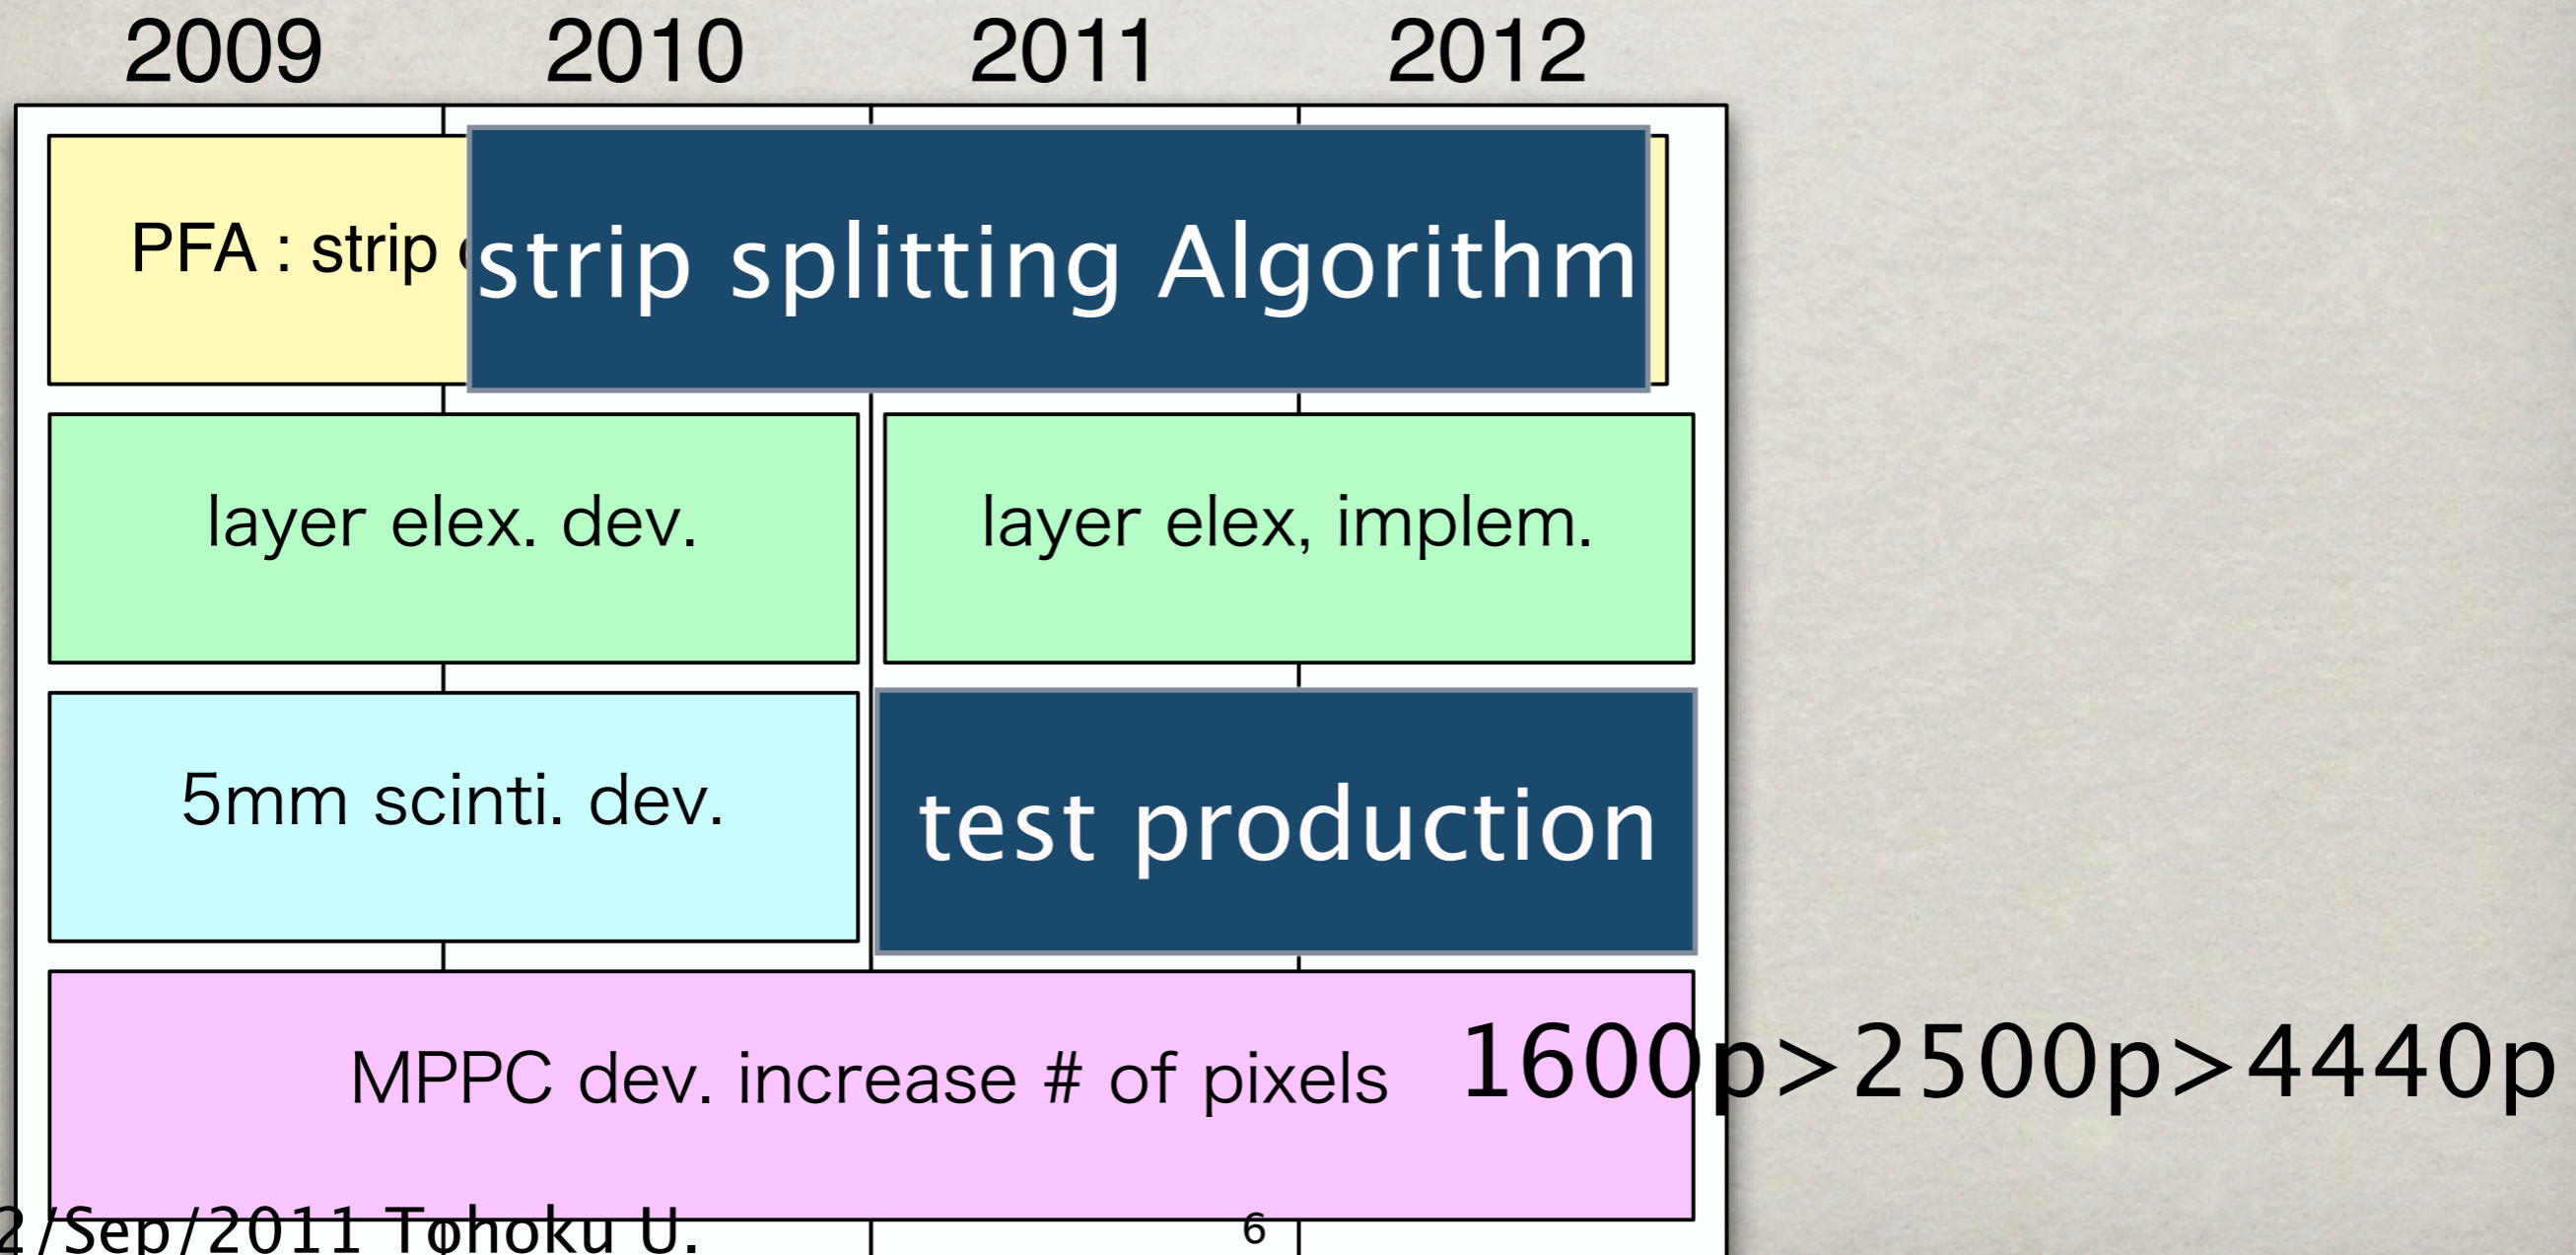 2009 2010 2011 2012
PFA : strip
strip splitting Algorithm
layer elex. dev.
layer elex, implem.
5mm scinti. dev.
test production
MPPC dev. increase # of pixels
1600p>2500p>4440p
2/Sep/2011 Tohoku U.
6